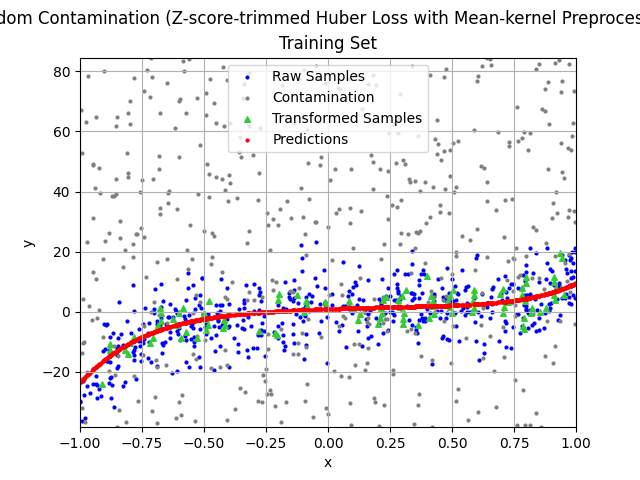 dom Contamination (Z-score-trimmed Huber Loss with Mean-kernel Preproces
Training Set
80
60
40
20
0
−20
y
Raw Samples
Contamination
Transformed Samples
Predictions
−1.00 −0.75 −0.50 −0.25 0.00 0.25 0.50 0.75 1.00
x